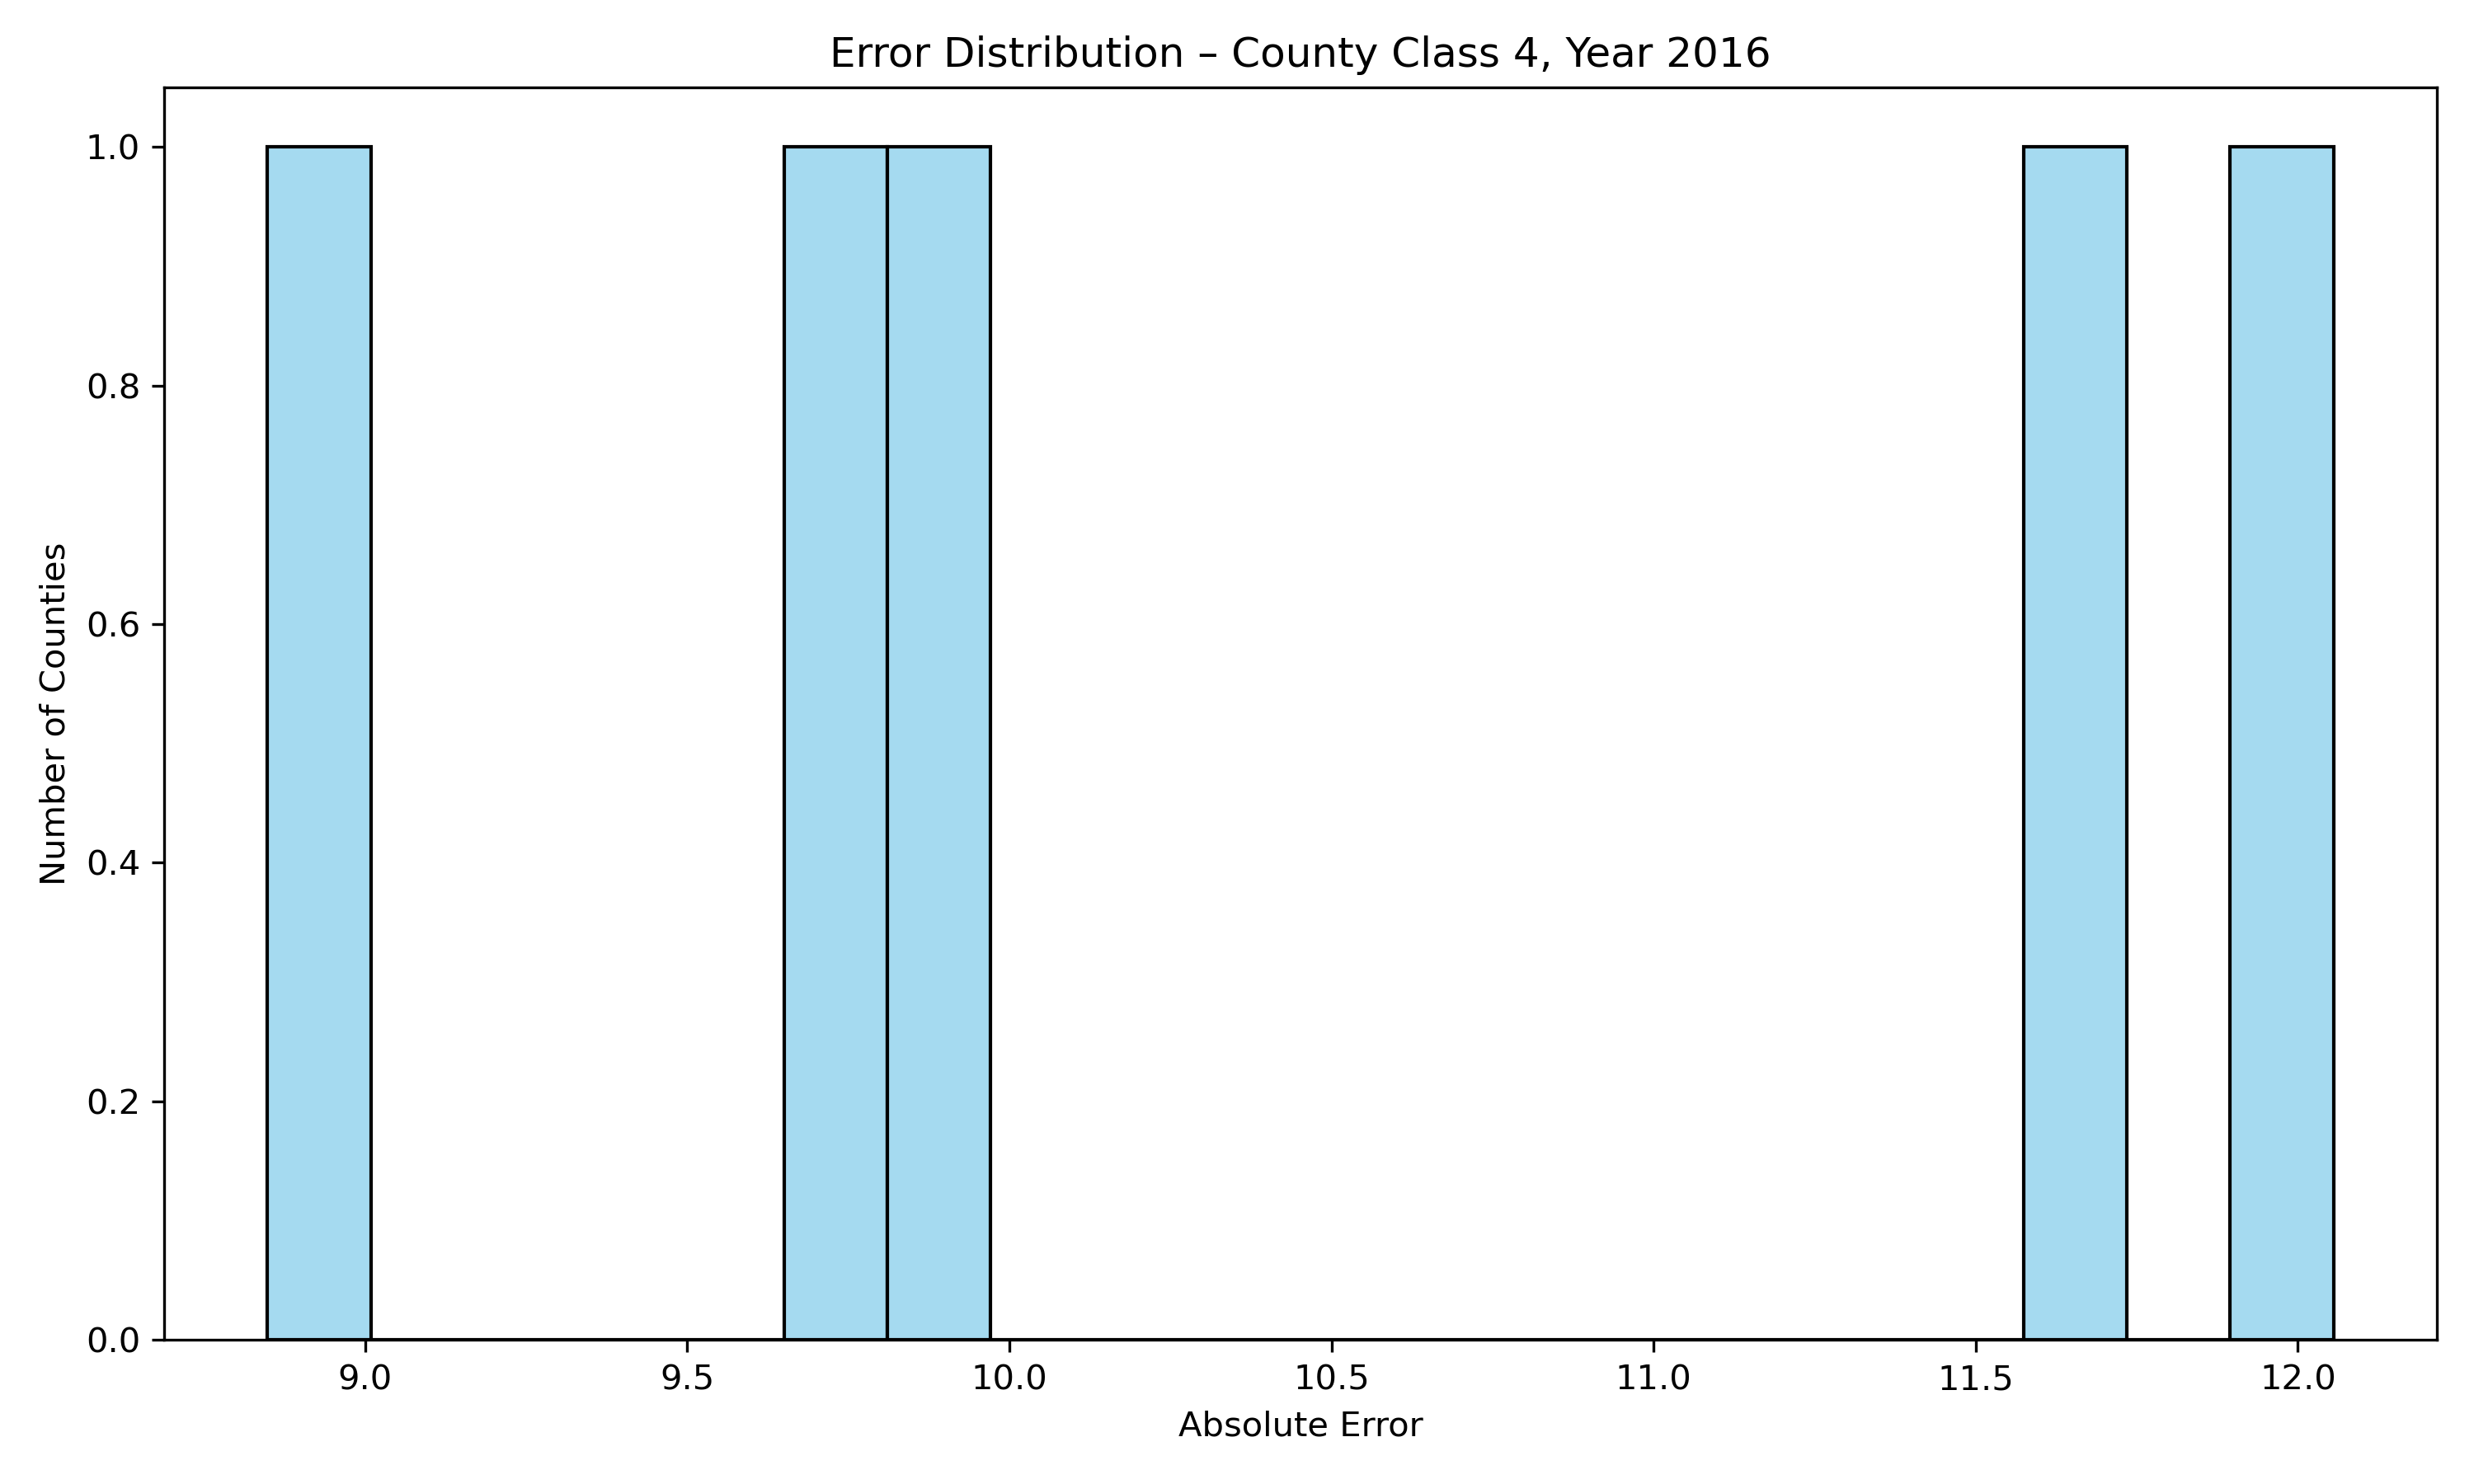 Error Distribution – County Class 4, Year 2016
1.0
0.8
0.6
0.4
0.2
0.0
Number of Counties
9.0 9.5 10.0 10.5 11.0 11.5 12.0
Absolute Error